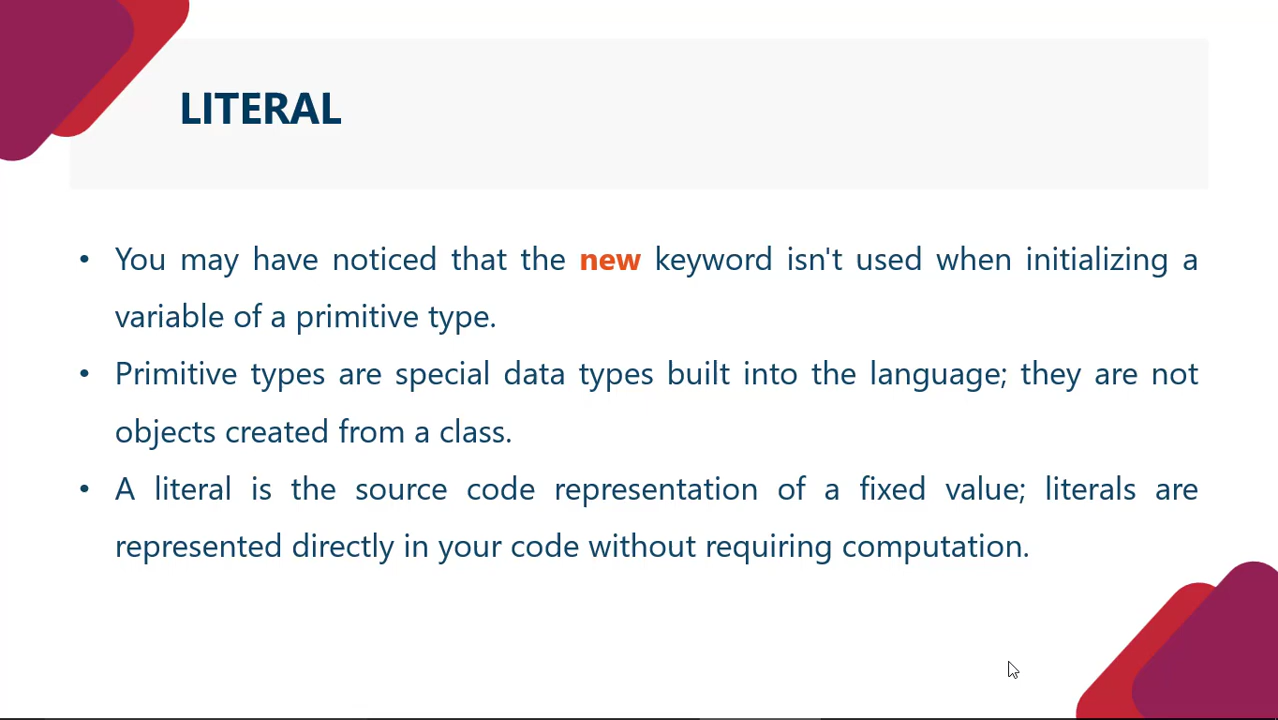 LITERAL
• You may have noticed that the new keyword isn't used when initializing a
variable of a primitive type.
• Primitive types are special data types built into the language; they are not
objects created from a class.
• A literal is the source code representation of a fixed value; literals are
represented directly in your code without requiring computation.